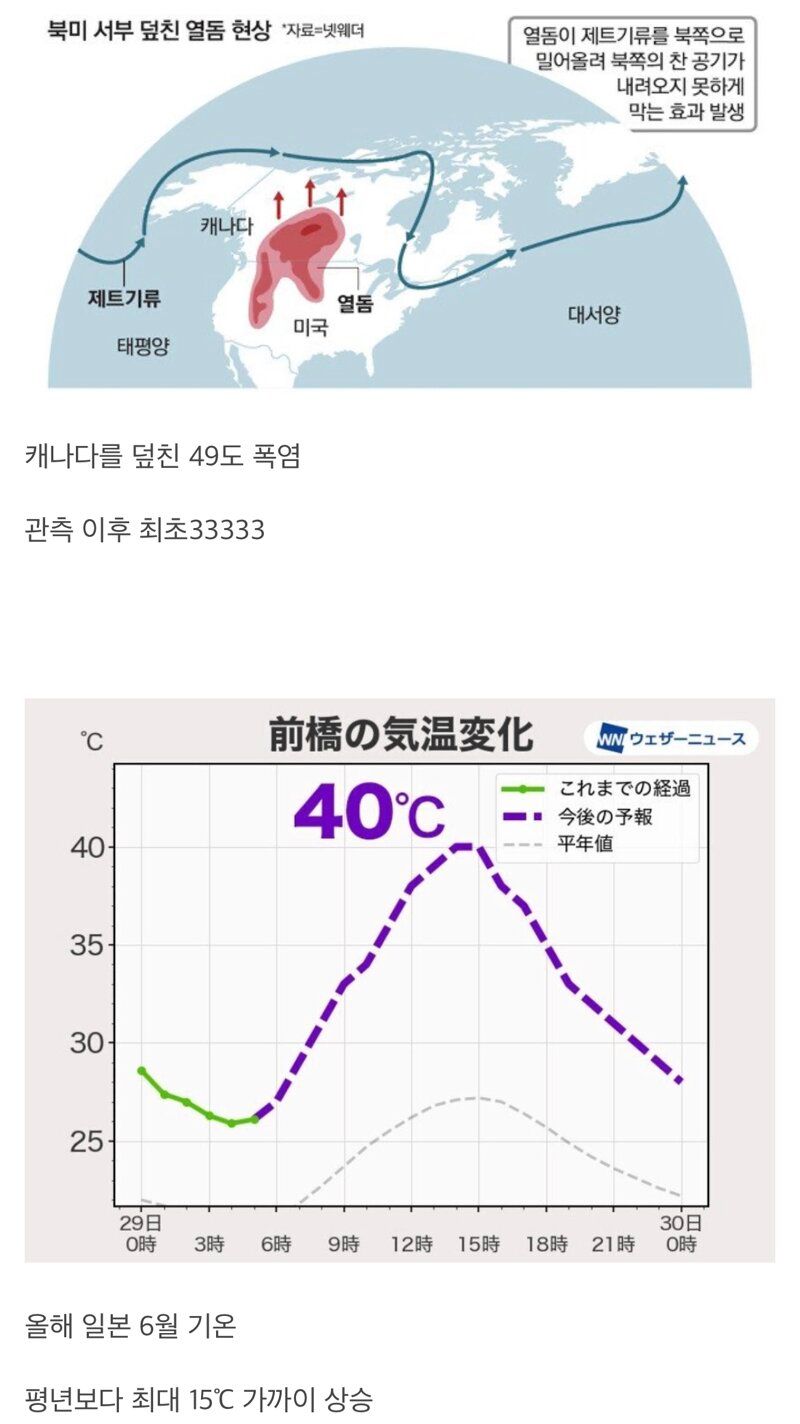 북미 서부 덮친 열돔 현상 *자료=넷웨더
열돔이 제트기류를 북쪽으로
밀어올려 북쪽의 찬 공기가
내려오지 못하게
막는 효과 발생
캐나다
제트기류
열돔
미국
태평양
대서양
캐나다를 덮친 49도 폭염
관측 이후 최초33333
℃
前橋の気温変化
WNI ウェザーニュース
40℃
これまでの経過
今後の予報
平年値
40
35
30
25
29日 30日
0時 3時 6時 9時 12時 15時 18時 21時 0時
올해 일본 6월 기온
평년보다 최대 15℃ 가까이 상승